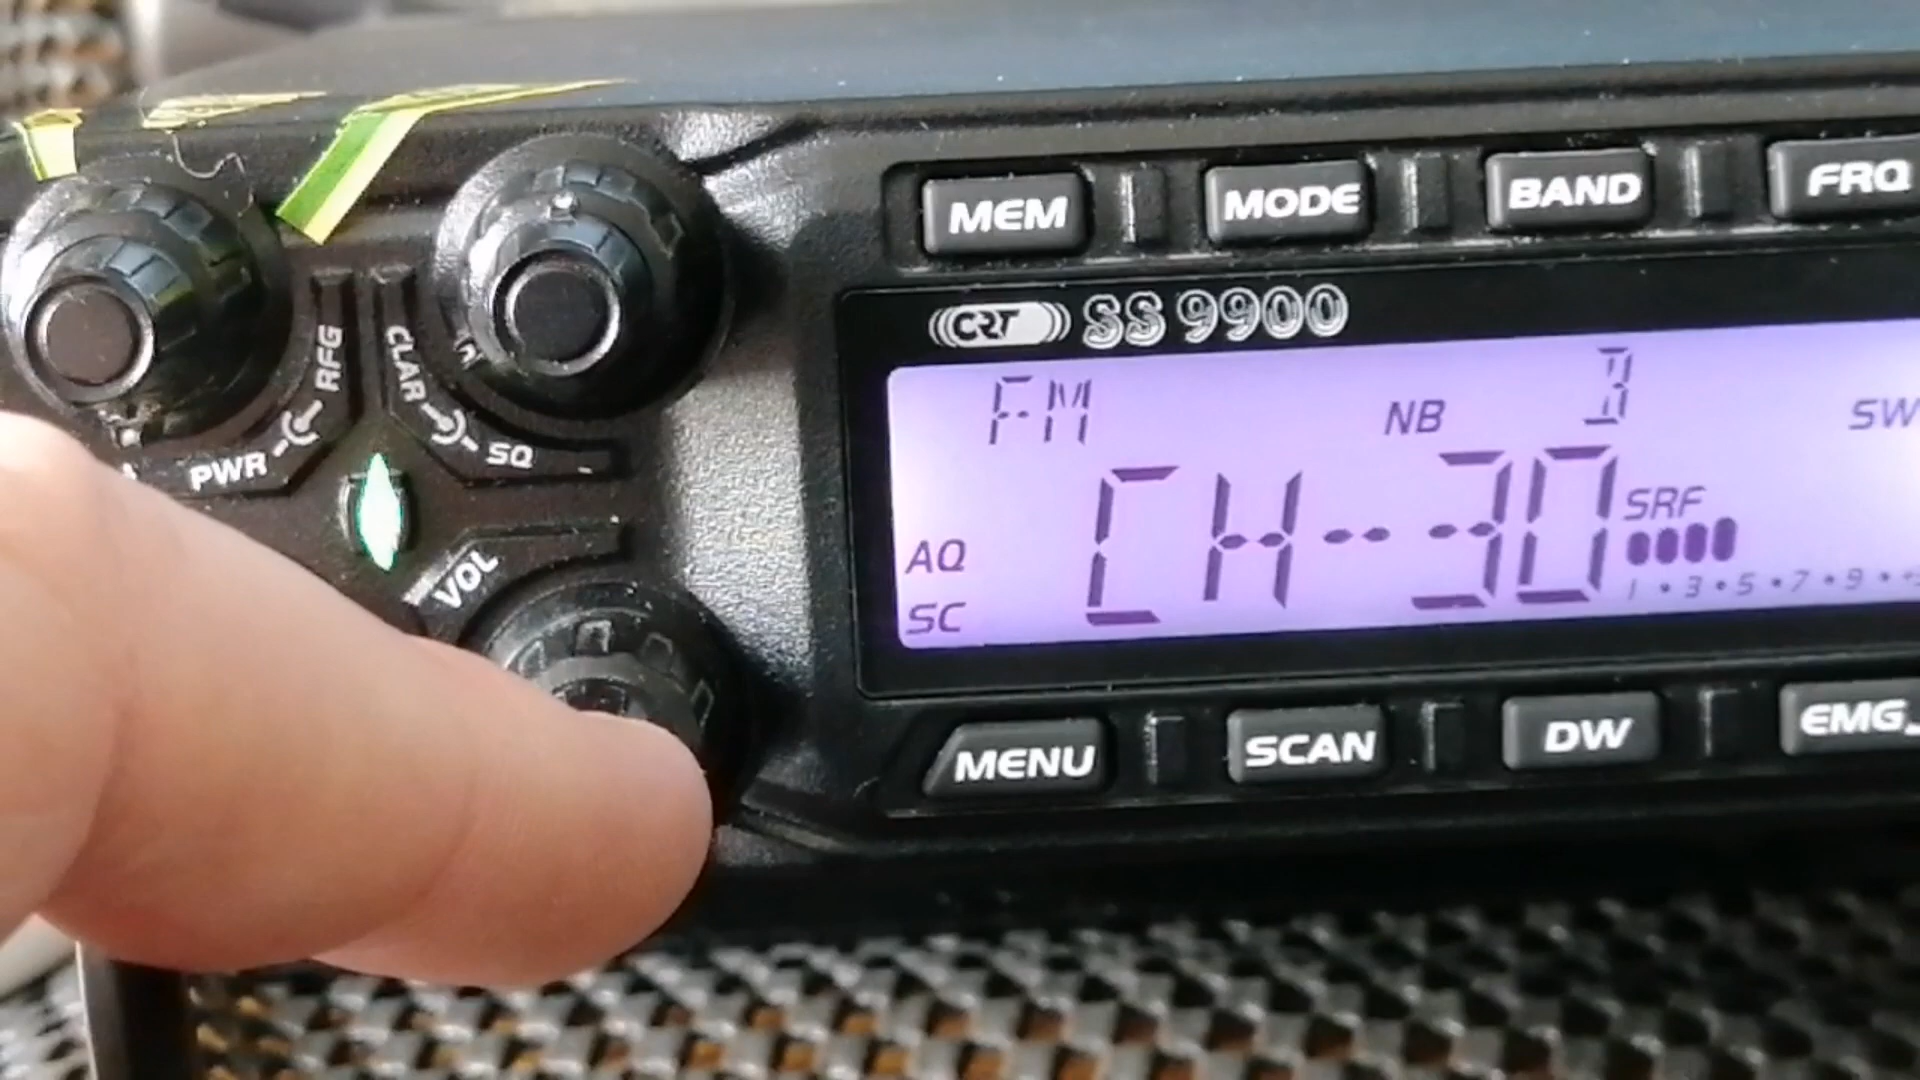 MEM MODE BAND FRQ
CRT SS 9900
RFG
CLAR
PWR
SQ
VOL
FM NB B SW
CH--30
SRF
AQ
SC
1 • 3 • 5 • 7 • 9 •
MENU SCAN DW EMG